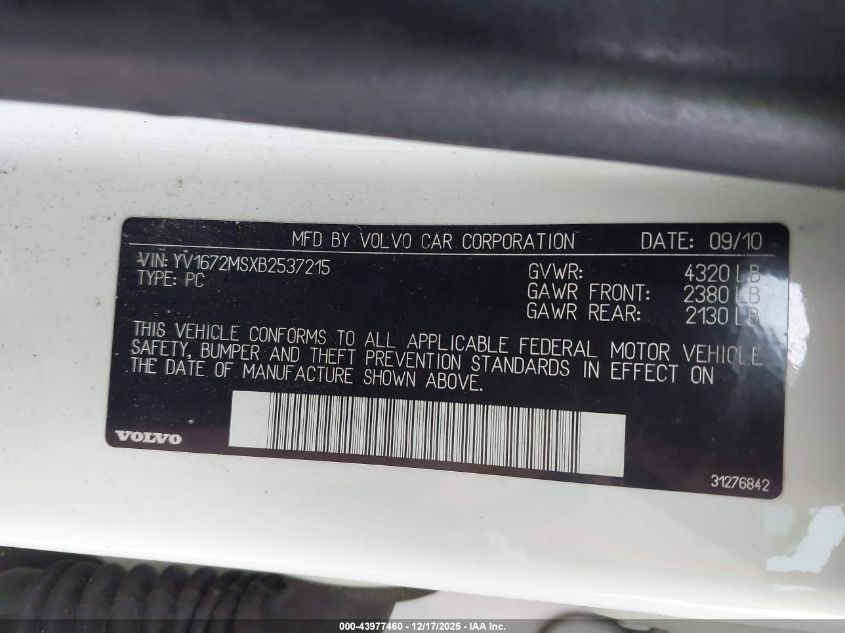 MFD BY VOLVO CAR CORPORATION DATE: 09/10
VIN: YV1672MSXB2537215
TYPE: PC
GVWR: 4320 LB
GAWR FRONT: 2380 LB
GAWR REAR: 2130 LB
THIS VEHICLE CONFORMS TO ALL APPLICABLE FEDERAL MOTOR VEHICLE
SAFETY, BUMPER AND THEFT PREVENTION STANDARDS IN EFFECT ON
THE DATE OF MANUFACTURE SHOWN ABOVE.
VOLVO
31276842
000-43977460 - 12/17/2025 - IAA Inc.